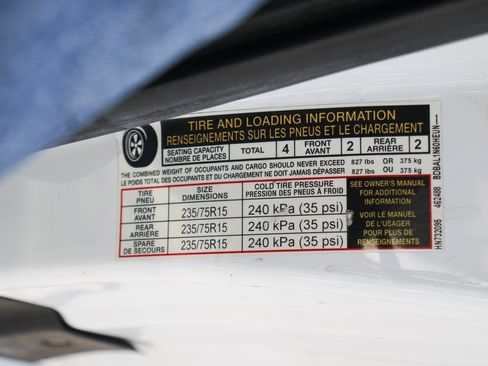 TIRE AND LOADING INFORMATION
RENSEIGNEMENTS SUR LES PNEUS ET LE CHARGEMENT
SEATING CAPACITY TOTAL 4 FRONT 2 REAR 2
NOMBRE DE PLACES AVANT ARRIÈRE
THE COMBINED WEIGHT OF OCCUPANTS AND CARGO SHOULD NEVER EXCEED 827 lbs OR 375 kg
LE POIDS TOTAL DES OCCUPANTS ET DU CHARGEMENT NE DOIT JAMAIS DÉPASSER 827 lbs OU 375 kg
TIRE SIZE COLD TIRE PRESSURE
PNEU DIMENSIONS PRESSION DES PNEUS À FROID
FRONT
AVANT 235/75R15 240 kPa (35 psi)
REAR
ARRIÈRE 235/75R15 240 kPa (35 psi)
SPARE
DE SECOURS 235/75R15 240 kPa (35 psi)
SEE OWNER'S MANUAL
FOR ADDITIONAL
INFORMATION
VOIR LE MANUEL
DE L'USAGER
POUR PLUS DE
RENSEIGNEMENTS
HN732096 462488